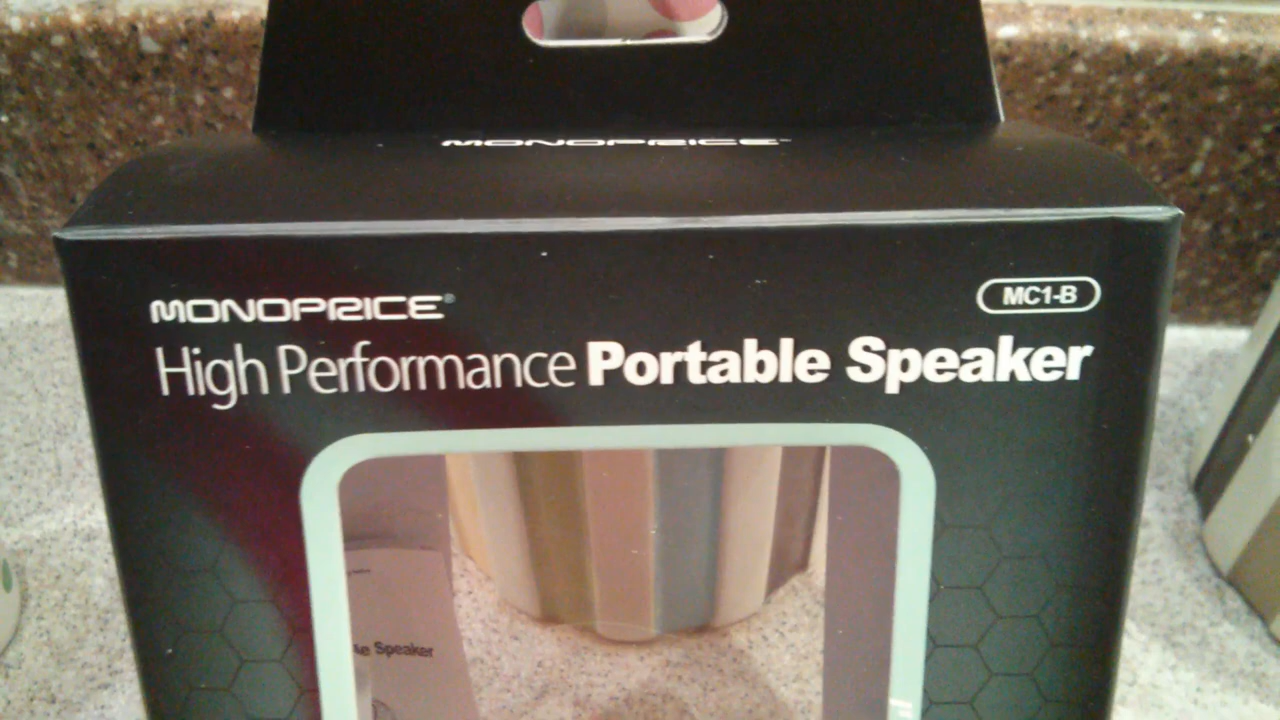 MONOPRICE
MONOPRICE®
MC1-B
High Performance Portable Speaker
Speaker